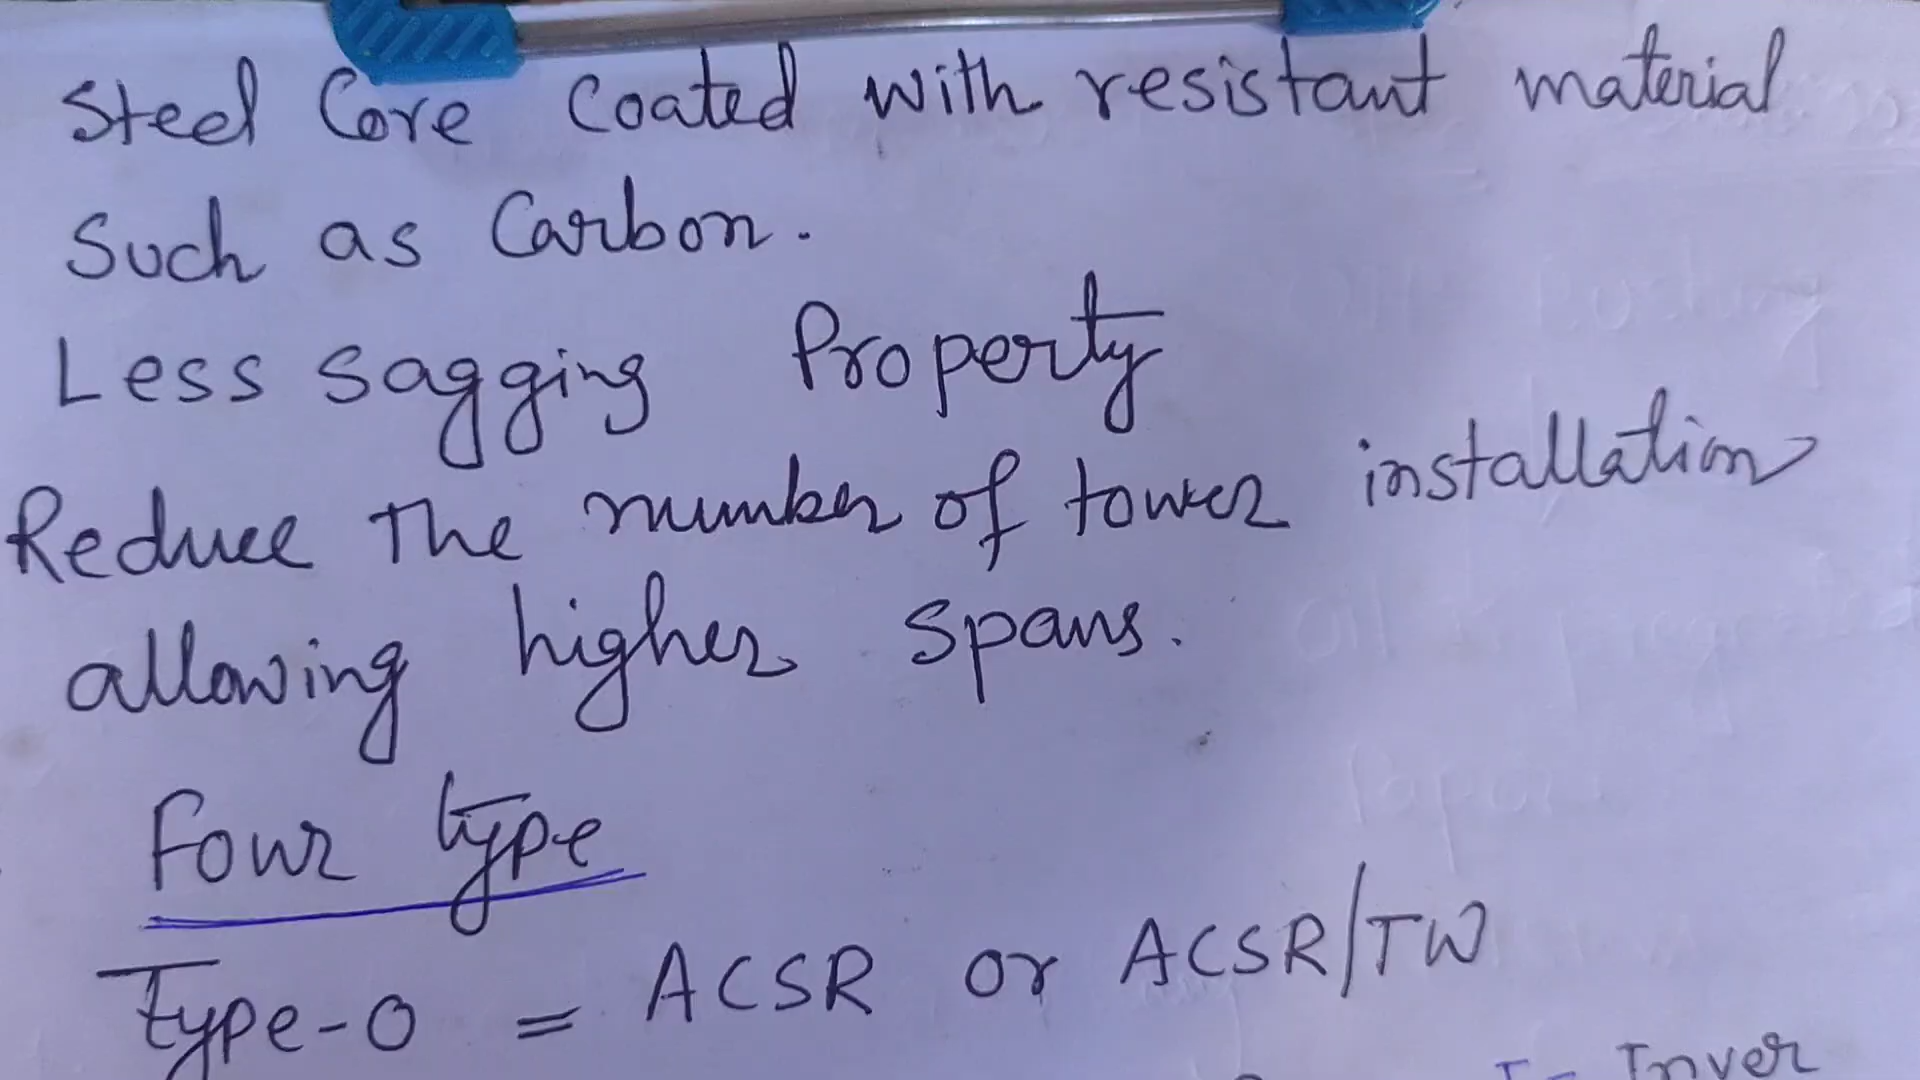 Steel Core Coated with resistant material
Such as Carbon.
Less sagging Property
Reduce The number of tower installation
allowing higher spans.
Four type
Type-0 = ACSR or ACSR/TW
I = Inver